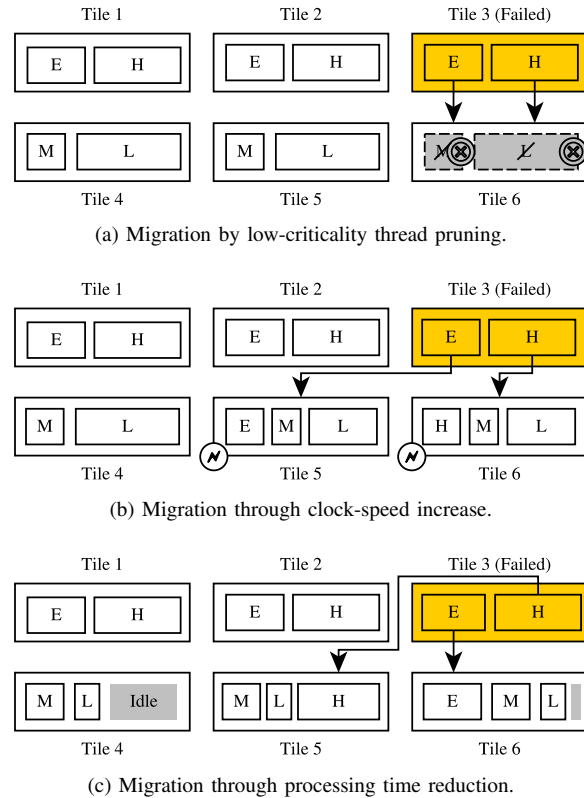 Tile 1 Tile 2 Tile 3 (Failed)
E H E H E H
M L M L M L
Tile 4 Tile 5 Tile 6
(a) Migration by low-criticality thread pruning.
Tile 1 Tile 2 Tile 3 (Failed)
E H E H E H
M L E M L H M L
Tile 4 Tile 5 Tile 6
(b) Migration through clock-speed increase.
Tile 1 Tile 2 Tile 3 (Failed)
E H E H E H
M L Idle M L H E M L
Tile 4 Tile 5 Tile 6
(c) Migration through processing time reduction.